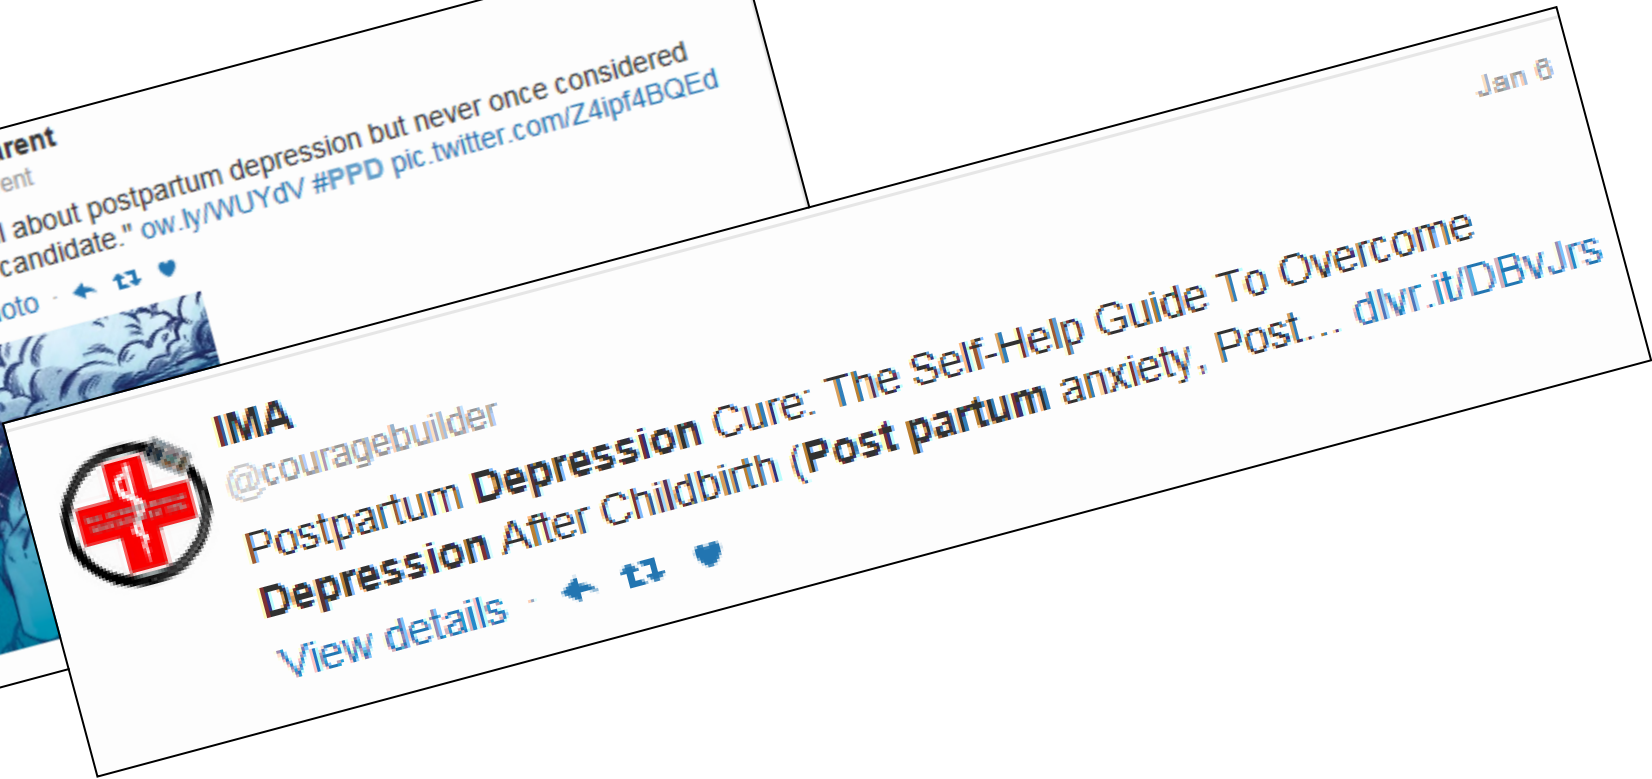 rent
ent
l about postpartum depression but never once considered
candidate." ow.ly/WUYdV #PPD pic.twitter.com/Z4ipf4BQEd
oto ·
Jan 6
IMA
@couragebuilder
Postpartum Depression Cure: The Self-Help Guide To Overcome
Depression After Childbirth (Post partum anxiety, Post... dlvr.it/DBvJrs
View details ·